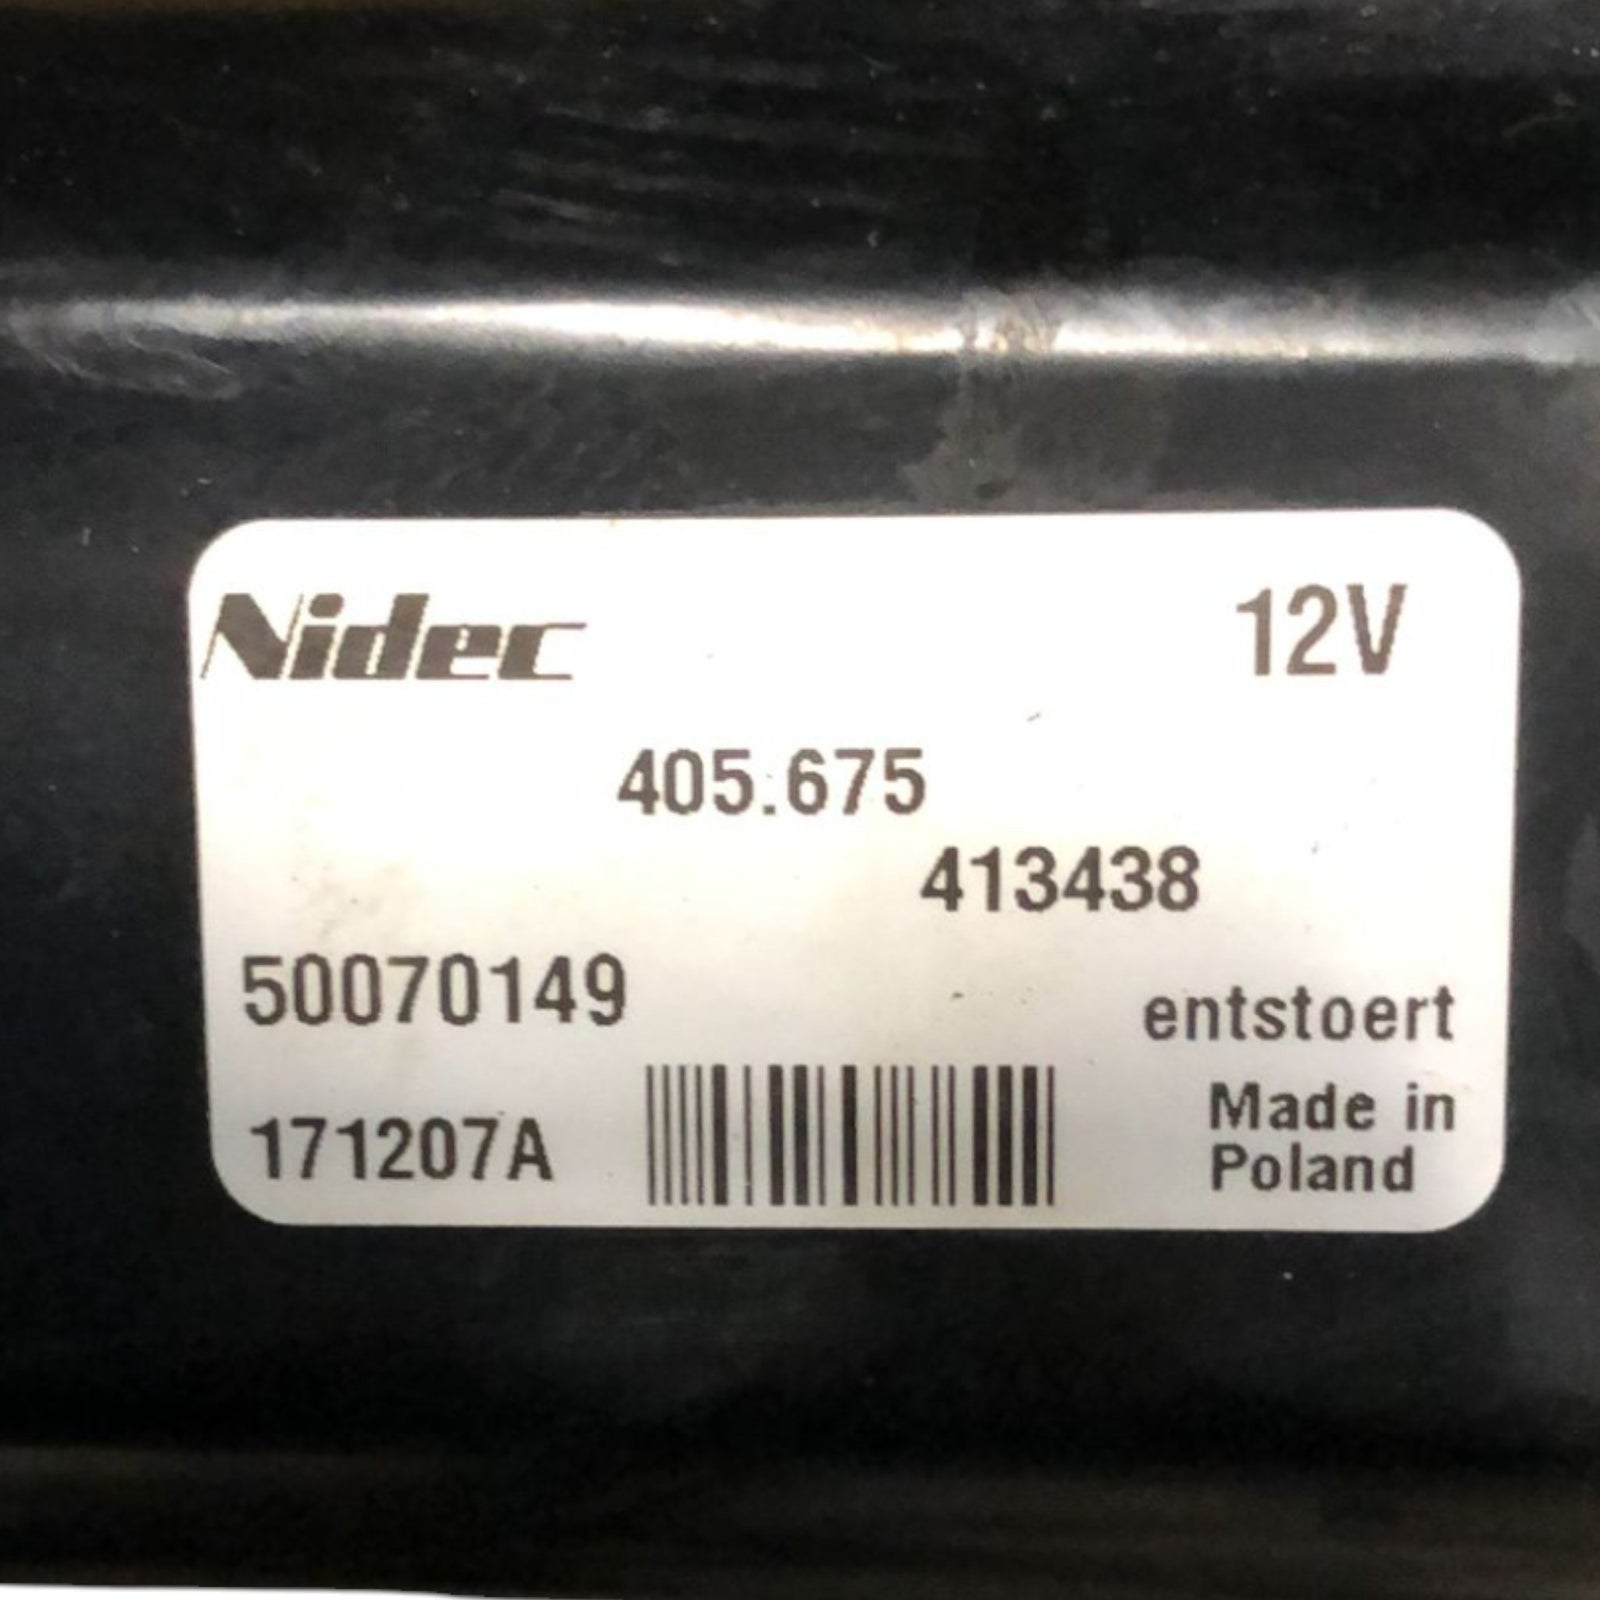 Nidec 12V
405.675
413438
50070149
entstoert
171207A
Made in
Poland